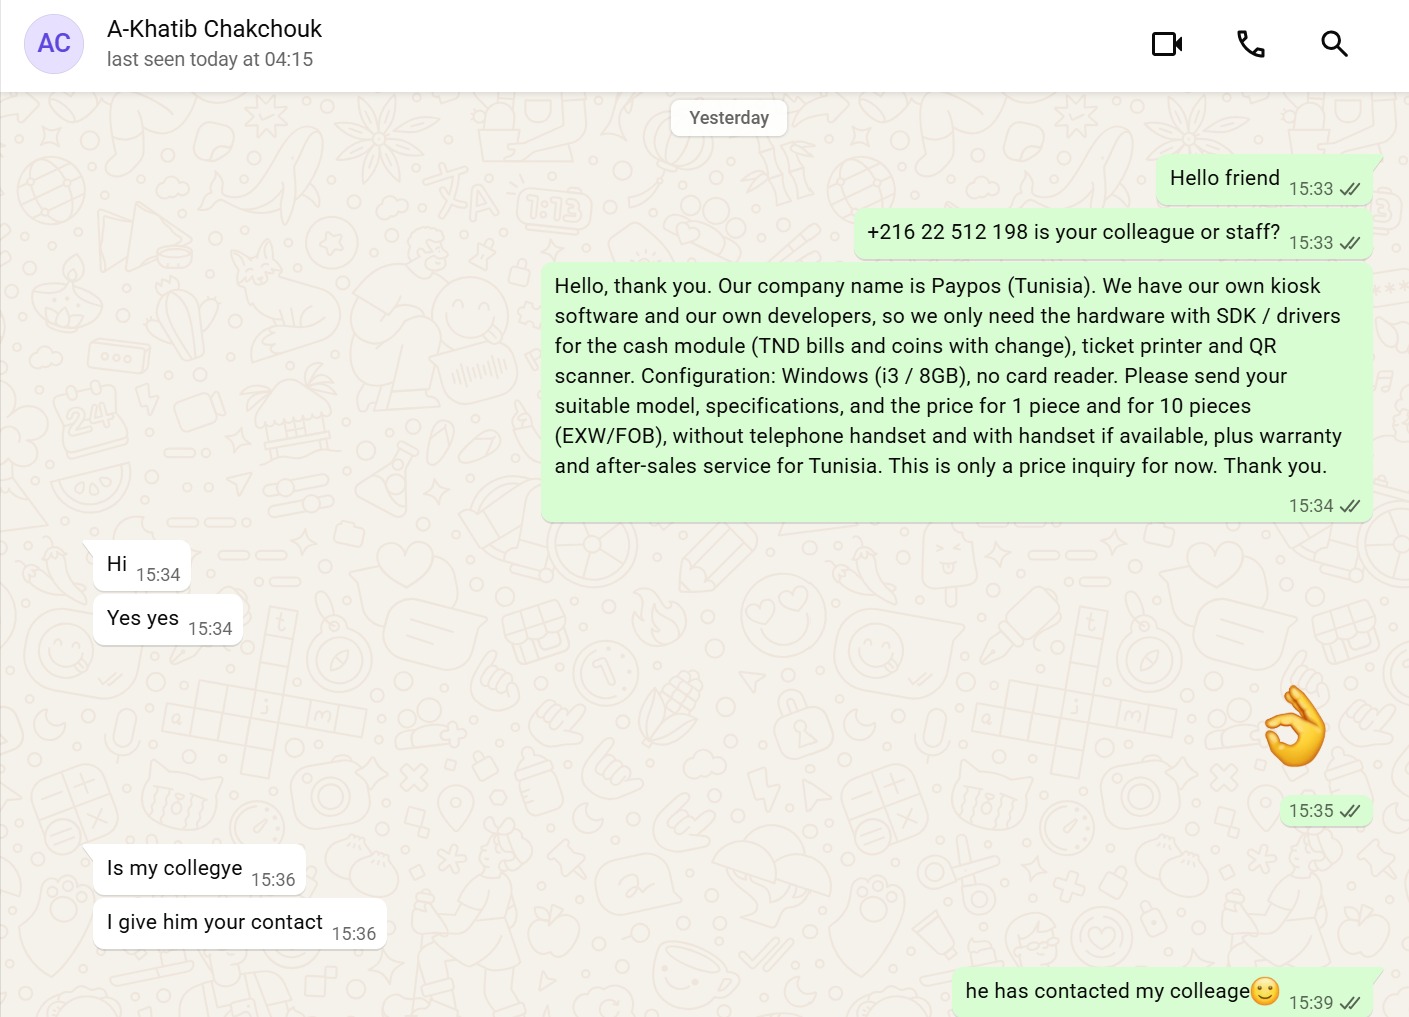 AC
A-Khatib Chakchouk
last seen today at 04:15
Yesterday
Hello friend 15:33
+216 22 512 198 is your colleague or staff? 15:33
Hello, thank you. Our company name is Paypos (Tunisia). We have our own kiosk
software and our own developers, so we only need the hardware with SDK / drivers
for the cash module (TND bills and coins with change), ticket printer and QR
scanner. Configuration: Windows (i3 / 8GB), no card reader. Please send your
suitable model, specifications, and the price for 1 piece and for 10 pieces
(EXW/FOB), without telephone handset and with handset if available, plus warranty
and after-sales service for Tunisia. This is only a price inquiry for now. Thank you.
15:34
Hi 15:34
Yes yes 15:34
👌
15:35
Is my collegye 15:36
I give him your contact 15:36
he has contacted my colleage🙂 15:39